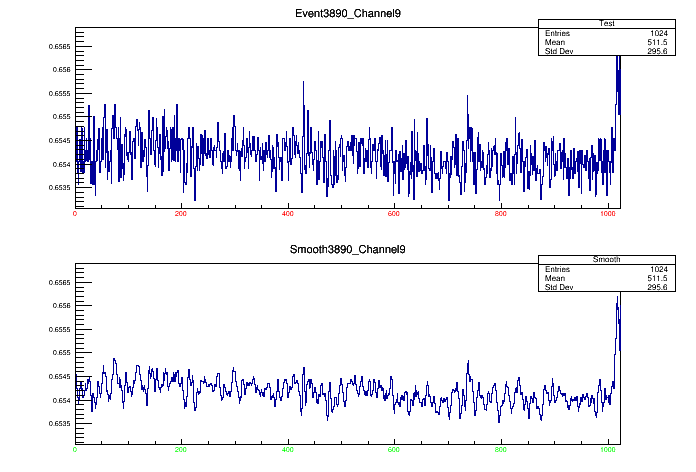 Event3890_Channel9
Test
Entries 1024
Mean 511.5
Std Dev 295.6
0.6565
0.656
0.6555
0.655
0.6545
0.654
0.6535
0 200 400 600 800 1000
Smooth3890_Channel9
Smooth
Entries 1024
Mean 511.5
Std Dev 295.6
0.6565
0.656
0.6555
0.655
0.6545
0.654
0.6535
0 200 400 600 800 1000